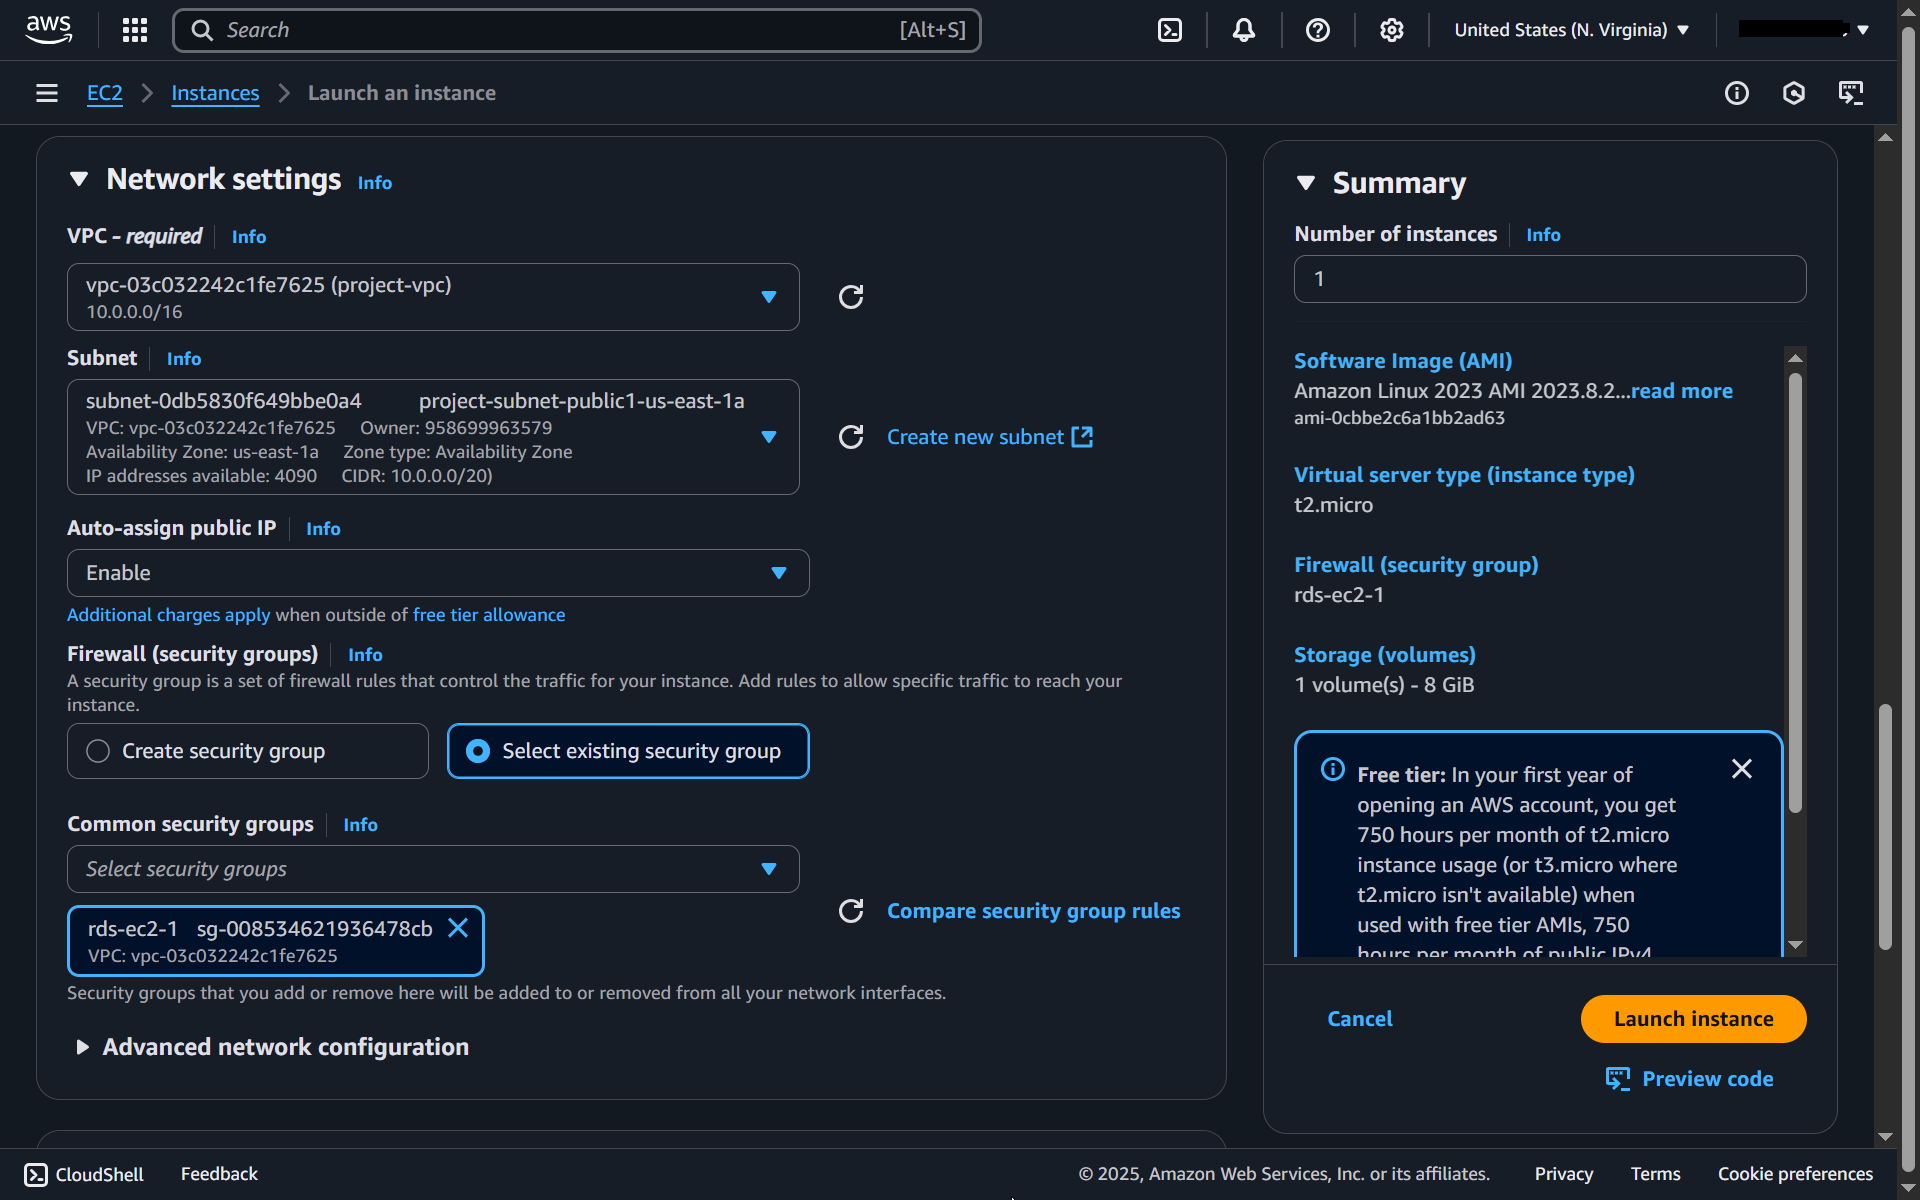 aws
Search
[Alt+S]
United States (N. Virginia)
EC2
Instances
Launch an instance
Network settings Info
VPC - required Info
vpc-03c032242c1fe7625 (project-vpc)
10.0.0.0/16
Subnet Info
subnet-0db5830f649bbe0a4 project-subnet-public1-us-east-1a
VPC: vpc-03c032242c1fe7625 Owner: 958699963579
Availability Zone: us-east-1a Zone type: Availability Zone
IP addresses available: 4090 CIDR: 10.0.0.0/20)
Create new subnet
Auto-assign public IP Info
Enable
Additional charges apply when outside of free tier allowance
Firewall (security groups) Info
A security group is a set of firewall rules that control the traffic for your instance. Add rules to allow specific traffic to reach your
instance.
Create security group
Select existing security group
Common security groups Info
Select security groups
rds-ec2-1 sg-008534621936478cb
VPC: vpc-03c032242c1fe7625
Compare security group rules
Security groups that you add or remove here will be added to or removed from all your network interfaces.
Advanced network configuration
Summary
Number of instances Info
1
Software Image (AMI)
Amazon Linux 2023 AMI 2023.8.2...read more
ami-0cbbe2c6a1bb2ad63
Virtual server type (instance type)
t2.micro
Firewall (security group)
rds-ec2-1
Storage (volumes)
1 volume(s) - 8 GiB
Free tier: In your first year of
opening an AWS account, you get
750 hours per month of t2.micro
instance usage (or t3.micro where
t2.micro isn't available) when
used with free tier AMIs, 750
hours per month of public IPv4
Cancel
Launch instance
Preview code
CloudShell
Feedback
© 2025, Amazon Web Services, Inc. or its affiliates.
Privacy
Terms
Cookie preferences